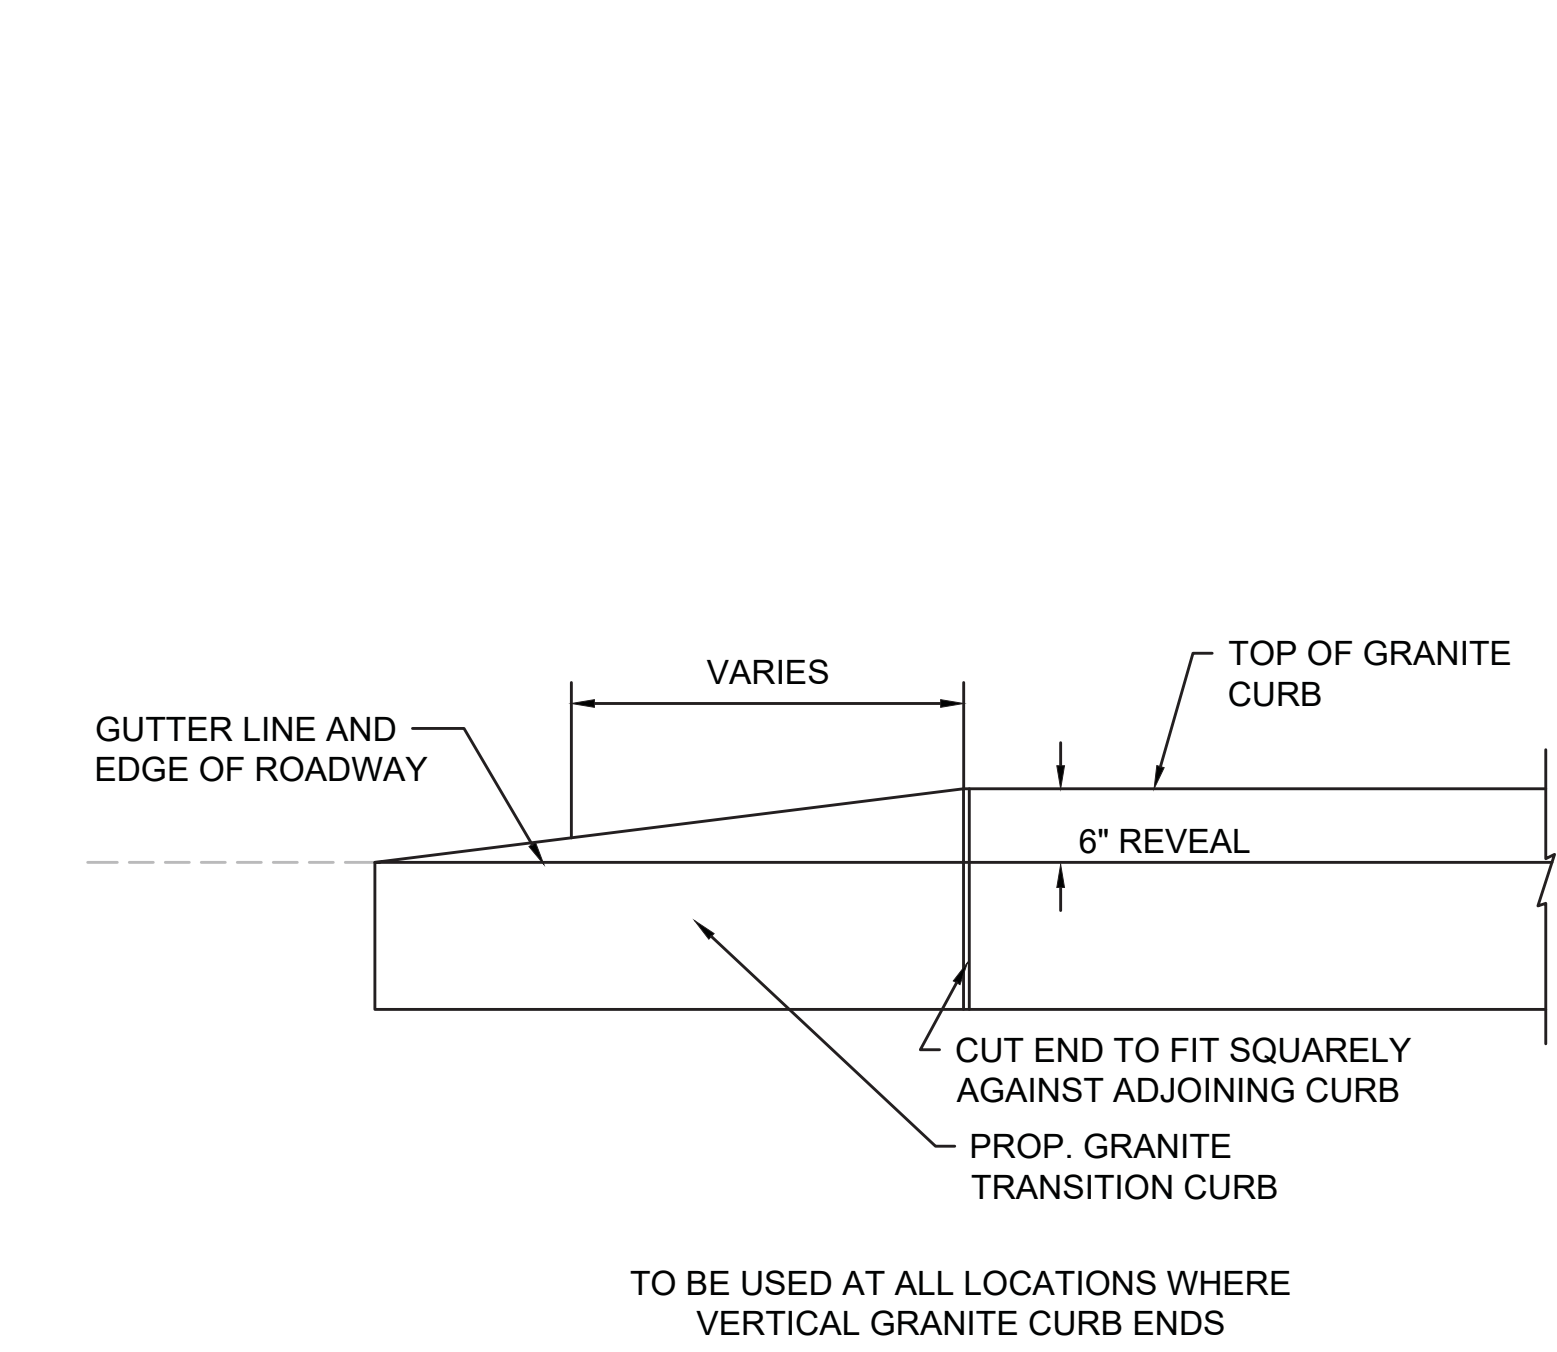 TOP OF GRANITE
CURB
VARIES
GUTTER LINE AND
EDGE OF ROADWAY
6" REVEAL
CUT END TO FIT SQUARELY
AGAINST ADJOINING CURB
PROP. GRANITE
TRANSITION CURB
TO BE USED AT ALL LOCATIONS WHERE
VERTICAL GRANITE CURB ENDS